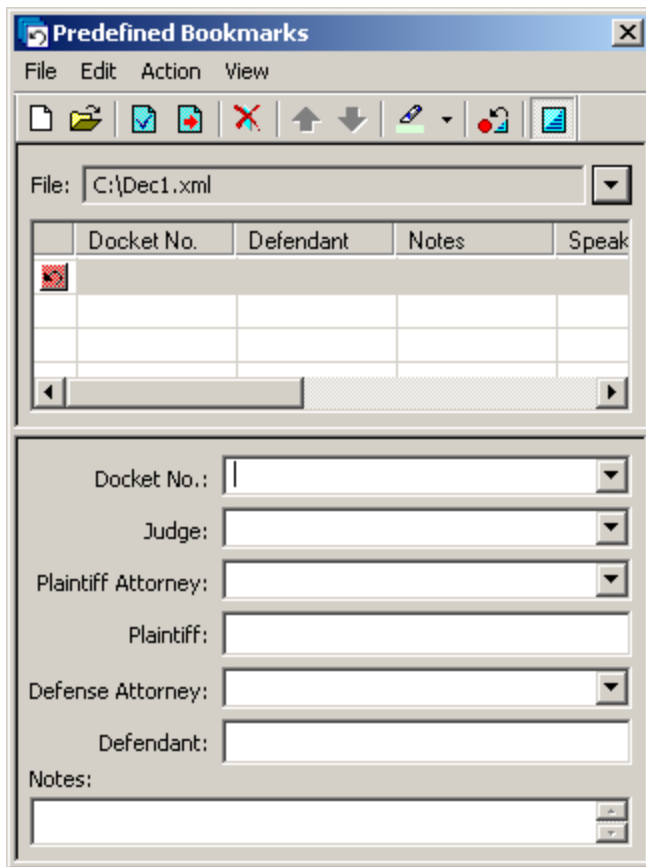 Predefined Bookmarks
File Edit Action View
File: C:\Dec1.xml
Docket No. Defendant Notes Speak
Docket No.:
Judge:
Plaintiff Attorney:
Plaintiff:
Defense Attorney:
Defendant:
Notes: